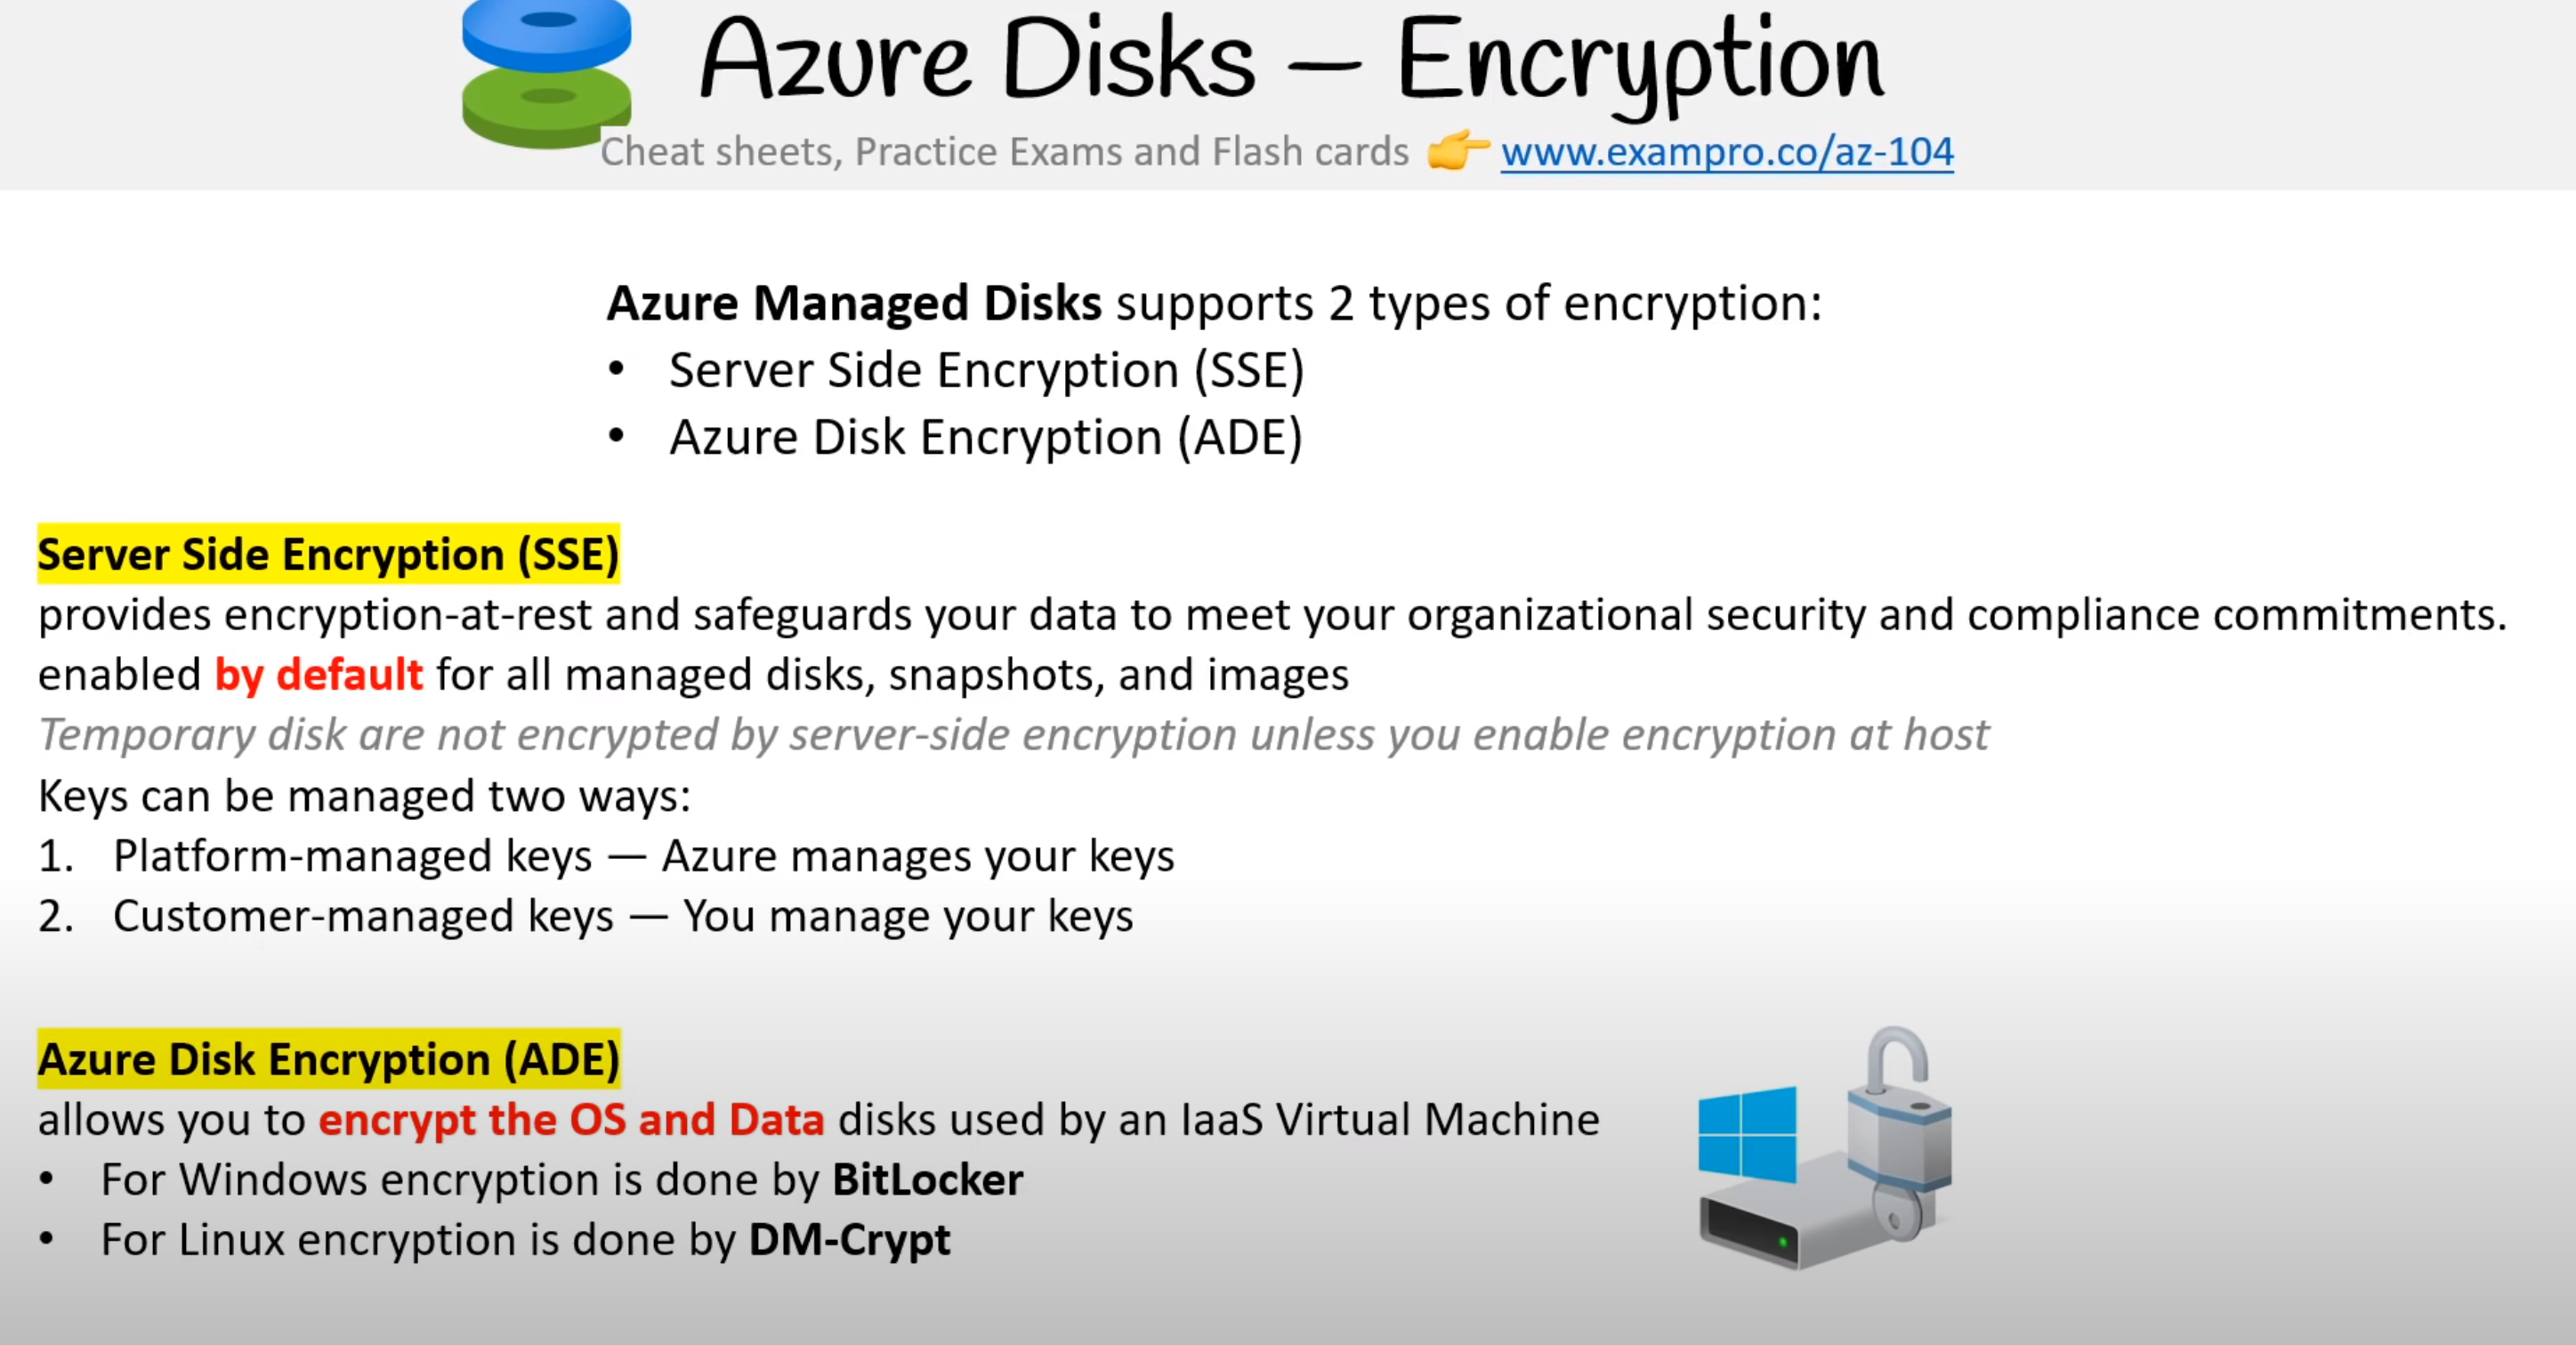 Azure Disks – Encryption
Cheat sheets, Practice Exams and Flash cards 👉 www.exampro.co/az-104
Azure Managed Disks supports 2 types of encryption:
• Server Side Encryption (SSE)
• Azure Disk Encryption (ADE)
Server Side Encryption (SSE)
provides encryption-at-rest and safeguards your data to meet your organizational security and compliance commitments.
enabled by default for all managed disks, snapshots, and images
Temporary disk are not encrypted by server-side encryption unless you enable encryption at host
Keys can be managed two ways:
1. Platform-managed keys — Azure manages your keys
2. Customer-managed keys — You manage your keys
Azure Disk Encryption (ADE)
allows you to encrypt the OS and Data disks used by an IaaS Virtual Machine
• For Windows encryption is done by BitLocker
• For Linux encryption is done by DM-Crypt